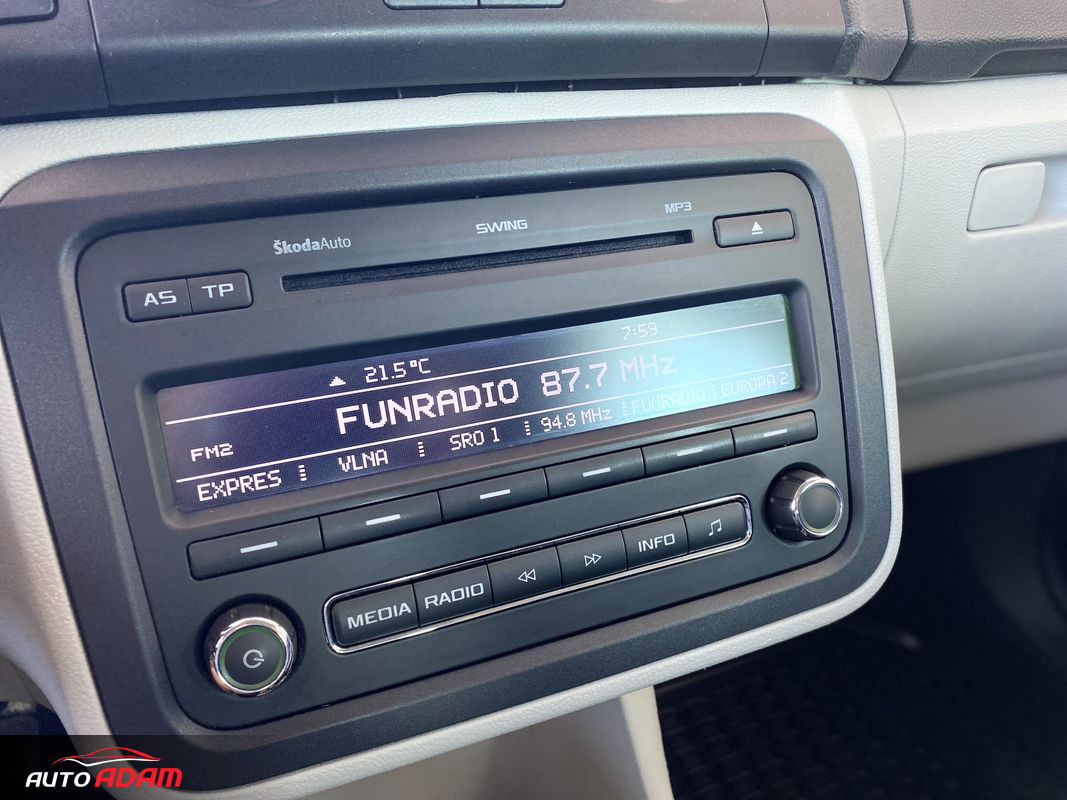 SWING
MP3
ŠkodaAuto
AS TP
21.5°C 7:59
FUNRADIO 87.7 MHz
FM2
EXPRES VLNA SRO 1 94.8 MHz FUNRADIO EUROPA 2
MEDIA RADIO INFO
AUTO ADAM